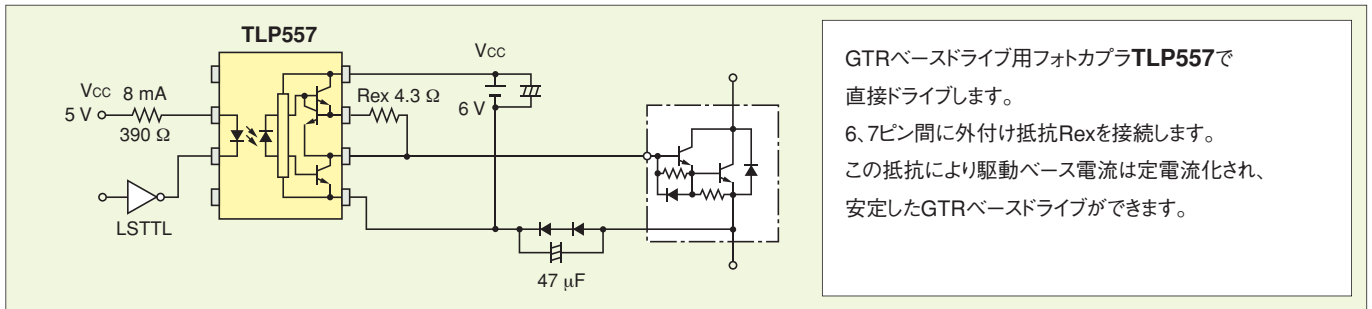 TLP557
Vcc
Vcc 8 mA
5 V
390 Ω
Rex 4.3 Ω
6 V
LSTTL
47 μF
GTRベースドライブ用フォトカプラTLP557で
直接ドライブします。
6、7ピン間に外付け抵抗Rexを接続します。
この抵抗により駆動ベース電流は定電流化され、
安定したGTRベースドライブができます。